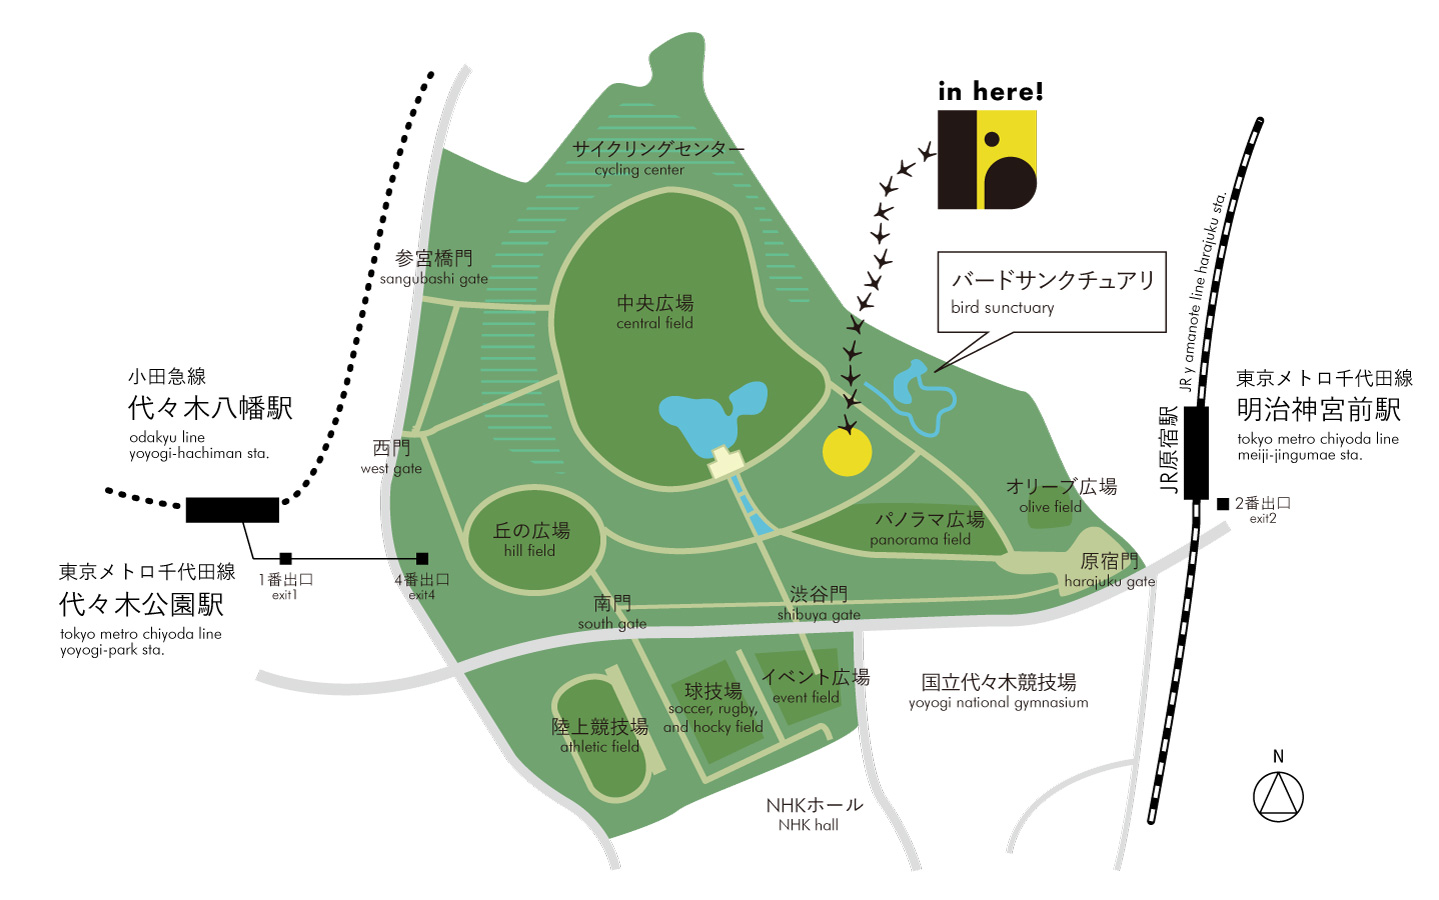 in here!
サイクリングセンター
cycling center
参宮橋門
sangubashi gate
中央広場
central field
バードサンクチュアリ
bird sunctuary
JR y amanote line harajuku sta.
小田急線
代々木八幡駅
odakyu line
yoyogi-hachiman sta.
東京メトロ千代田線
明治神宮前駅
tokyo metro chiyoda line
meiji-jingumae sta.
JR原宿駅
2番出口
exit2
西門
west gate
オリーブ広場
olive field
パノラマ広場
panorama field
丘の広場
hill field
原宿門
harajuku gate
東京メトロ千代田線
代々木公園駅
tokyo metro chiyoda line
yoyogi-park sta.
1番出口
exit1
4番出口
exit4
南門
south gate
渋谷門
shibuya gate
イベント広場
event field
球技場
soccer, rugby,
and hocky field
陸上競技場
athletic field
国立代々木競技場
yoyogi national gymnasium
NHKホール
NHK hall
N